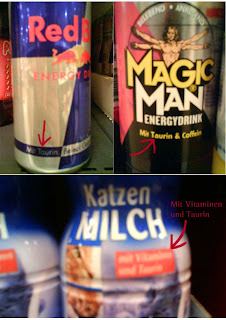 Red B
ENERGY D
Mit Taurin.
BELEBEND
MAGIC
MAN
ENERGYDRINK
Mit Taurin & Coffein
Katzen
MILCH
mit Vitaminen
und Taurin
Mit Vitaminen
und Taurin